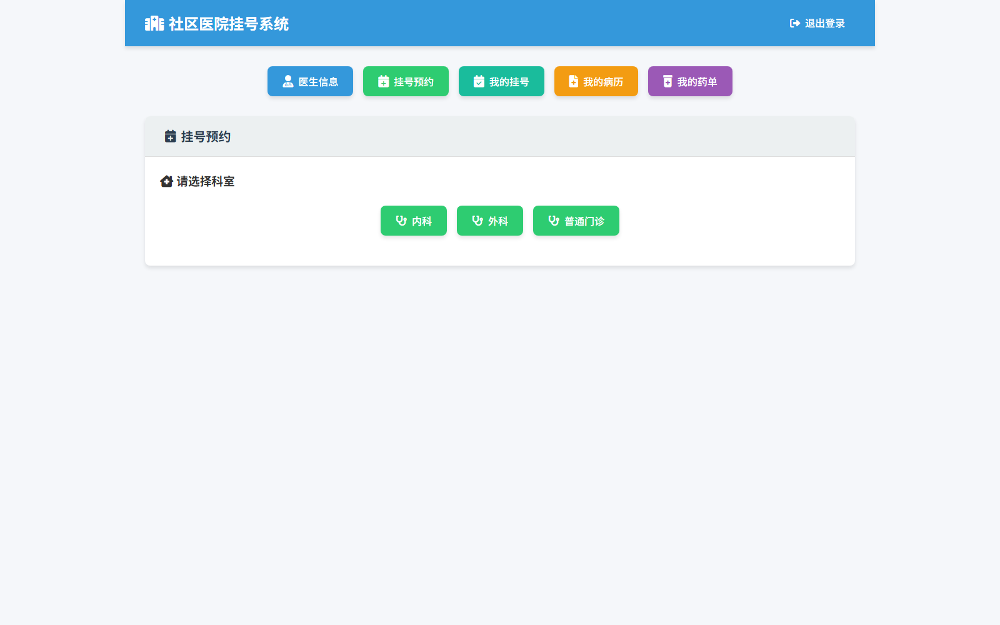 社区医院挂号系统
退出登录
医生信息
挂号预约
我的挂号
我的病历
我的药单
挂号预约
请选择科室
内科
外科
普通门诊